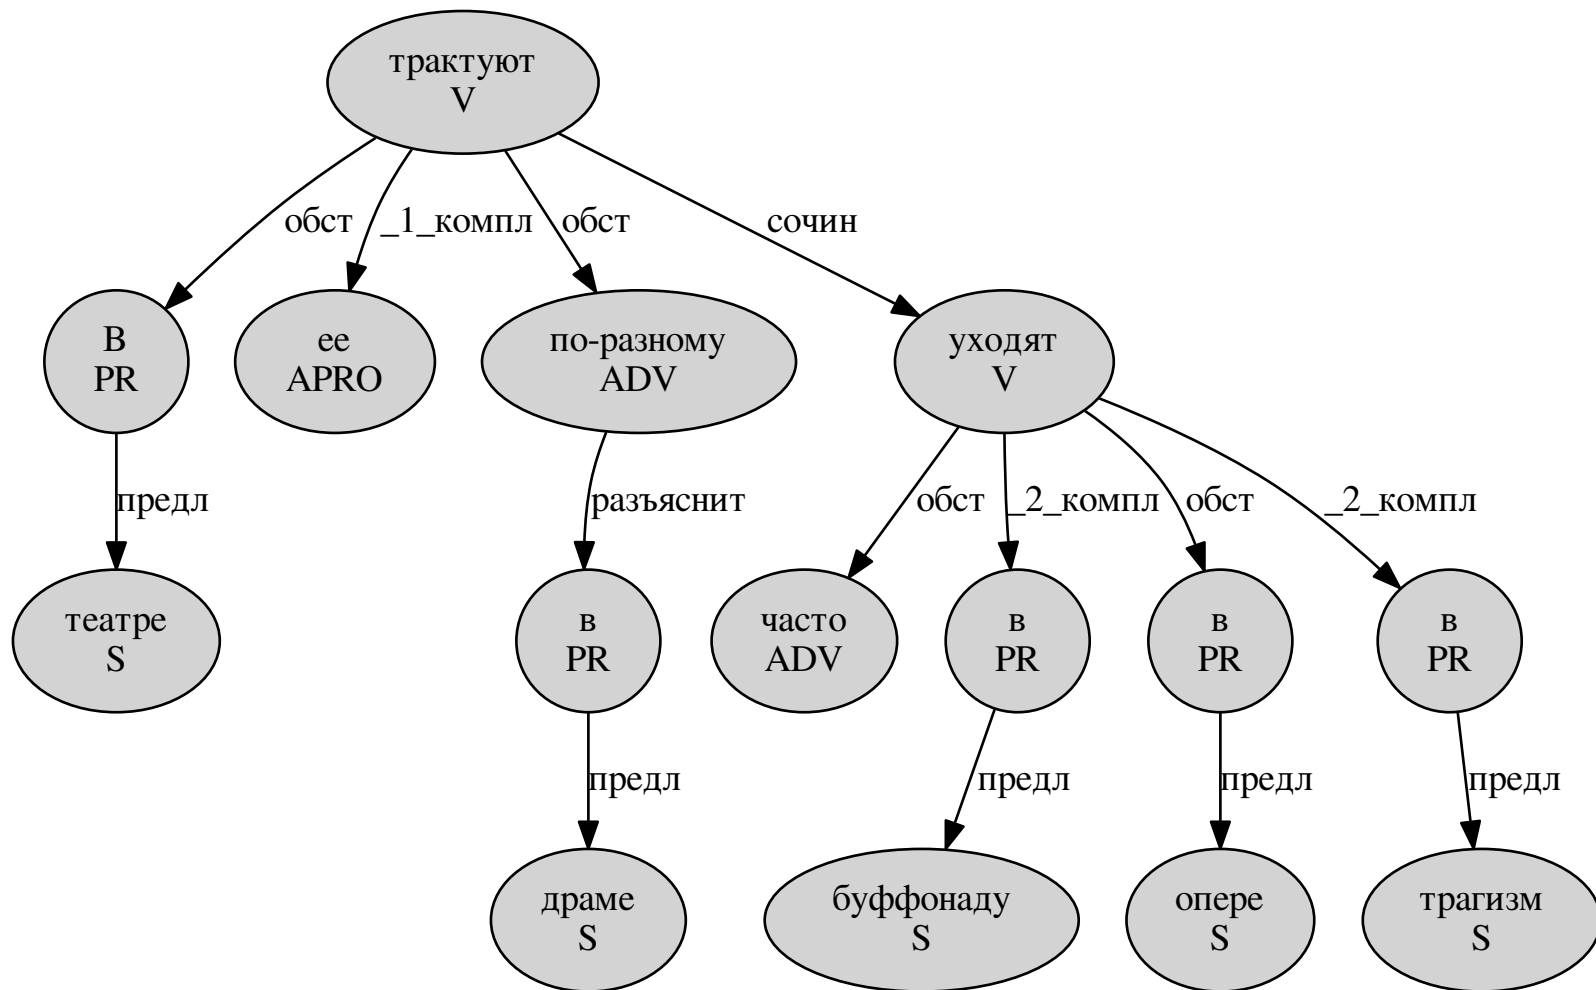 трактуют
V
обст
_1_компл
обст
сочин
В
PR
ее
APRO
по-разному
ADV
уходят
V
предл
разъяснит
обст
_2_компл
обст
_2_компл
театре
S
в
PR
часто
ADV
в
PR
в
PR
в
PR
предл
предл
предл
предл
драме
S
буффонаду
S
опере
S
трагизм
S